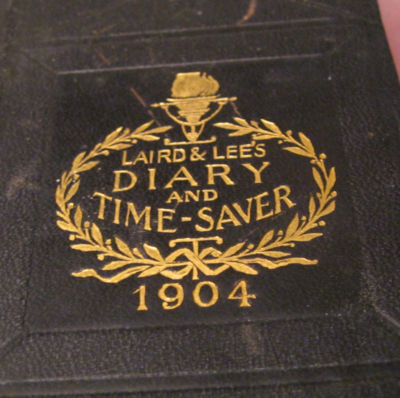 LAIRD & LEE'S
DIARY
AND
TIME-SAVER
1904